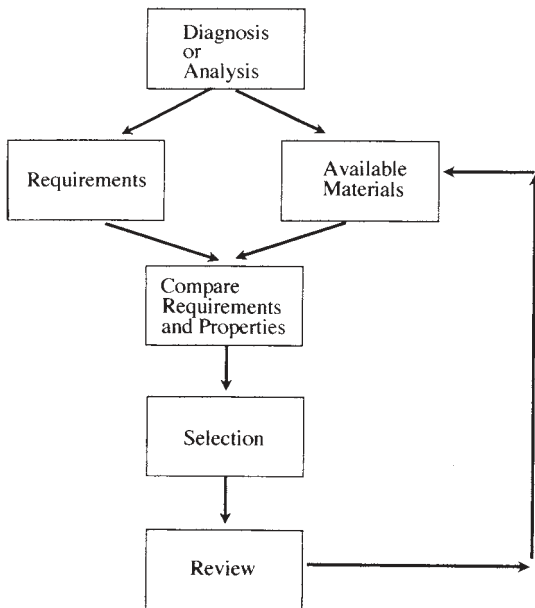 Diagnosis
or
Analysis
Requirements
Available
Materials
Compare
Requirements
and Properties
Selection
Review